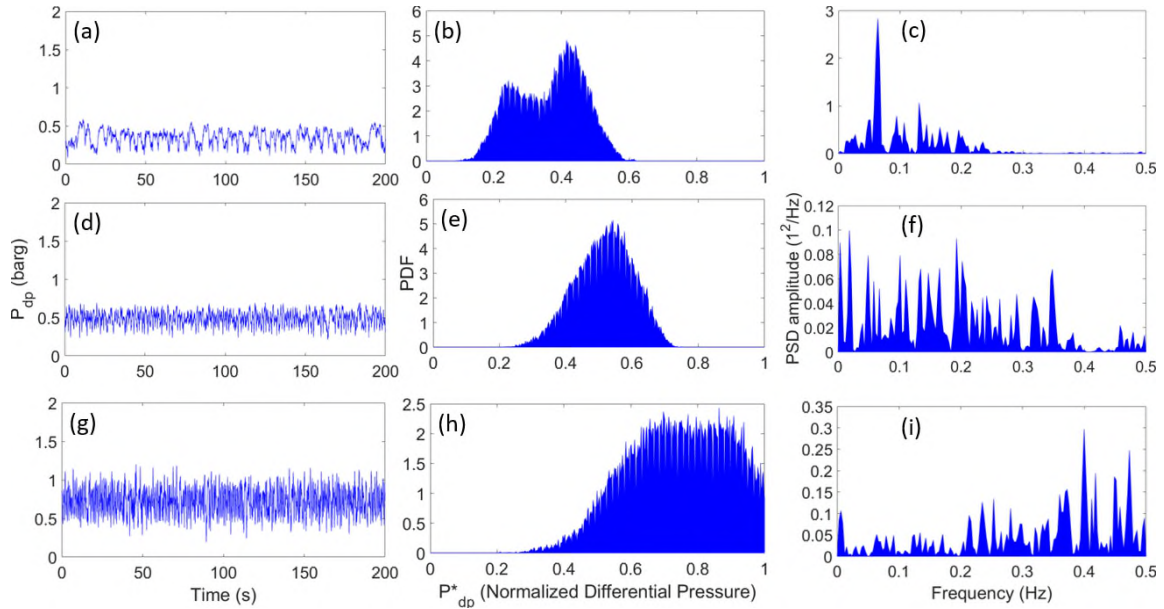 (a)
2
1.5
1
0.5
0
0 50 100 150 200
(b)
6
5
4
3
2
1
0
0 0.2 0.4 0.6 0.8 1
(c)
3
2
1
0
0 0.1 0.2 0.3 0.4 0.5
(d)
P_dp (barg)
2
1.5
1
0.5
0
0 50 100 150 200
(e)
PDF
6
5
4
3
2
1
0
0 0.2 0.4 0.6 0.8 1
(f)
PSD amplitude (1²/Hz)
0.12
0.1
0.08
0.06
0.04
0.02
0
0 0.1 0.2 0.3 0.4 0.5
(g)
2
1.5
1
0.5
0
0 50 100 150 200
Time (s)
(h)
2.5
2
1.5
1
0.5
0
0 0.2 0.4 0.6 0.8 1
P*_dp (Normalized Differential Pressure)
(i)
0.35
0.3
0.25
0.2
0.15
0.1
0.05
0
0 0.1 0.2 0.3 0.4 0.5
Frequency (Hz)